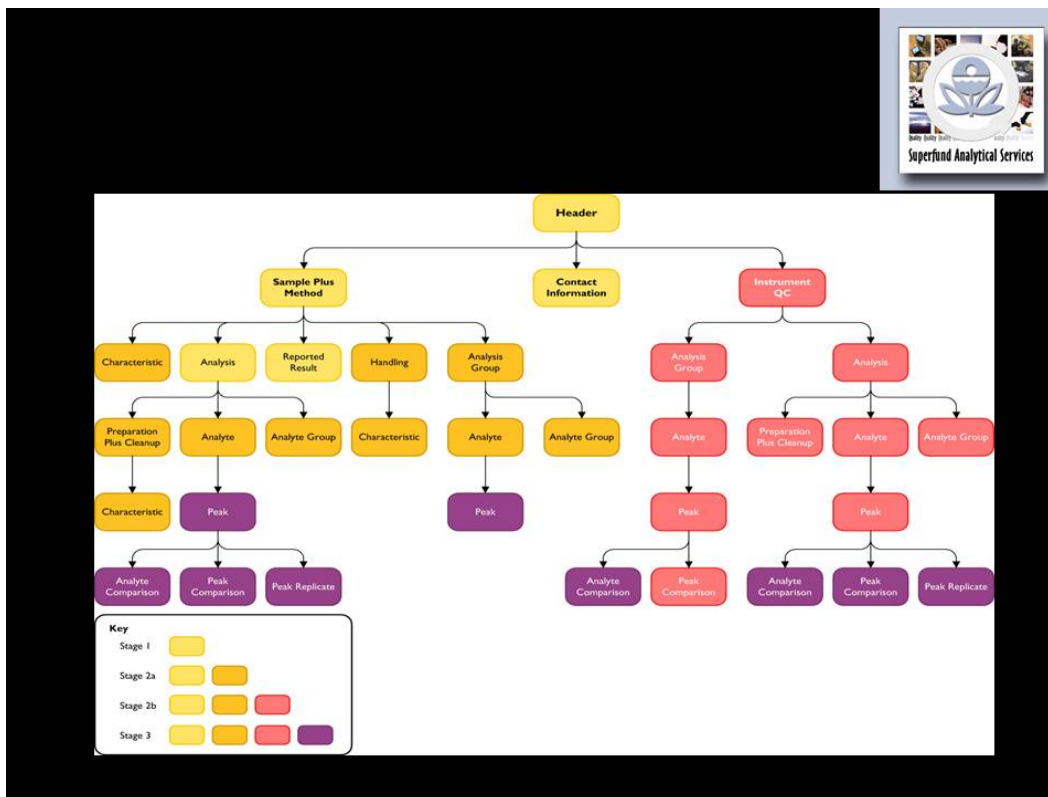 Quality Quality Quality
Superfund Analytical Services
Header
Sample Plus
Method
Contact
Information
Instrument
QC
Characteristic
Analysis
Reported
Result
Handling
Analysis
Group
Analysis
Group
Analysis
Preparation
Plus Cleanup
Analyte
Analyte Group
Characteristic
Analyte
Analyte Group
Analyte
Preparation
Plus Cleanup
Analyte
Analyte Group
Characteristic
Peak
Peak
Peak
Peak
Analyte
Comparison
Peak
Comparison
Peak Replicate
Analyte
Comparison
Peak
Comparison
Analyte
Comparison
Peak
Comparison
Peak Replicate
Key
Stage 1
Stage 2a
Stage 2b
Stage 3